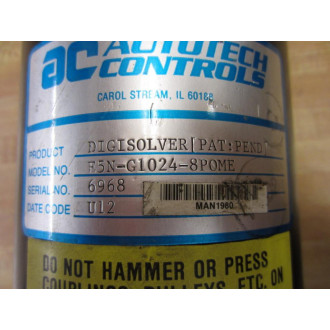 ac AUTOTECH
CONTROLS
CAROL STREAM, IL 60188
PRODUCT DIGISOLVER[PAT:PEND
MODEL NO. E5N-G1024-8POME
SERIAL NO. 6968
DATE CODE U12
MAN1980
DO NOT HAMMER OR PRESS
COUPLINGS, PULLEYS, ETC. ON